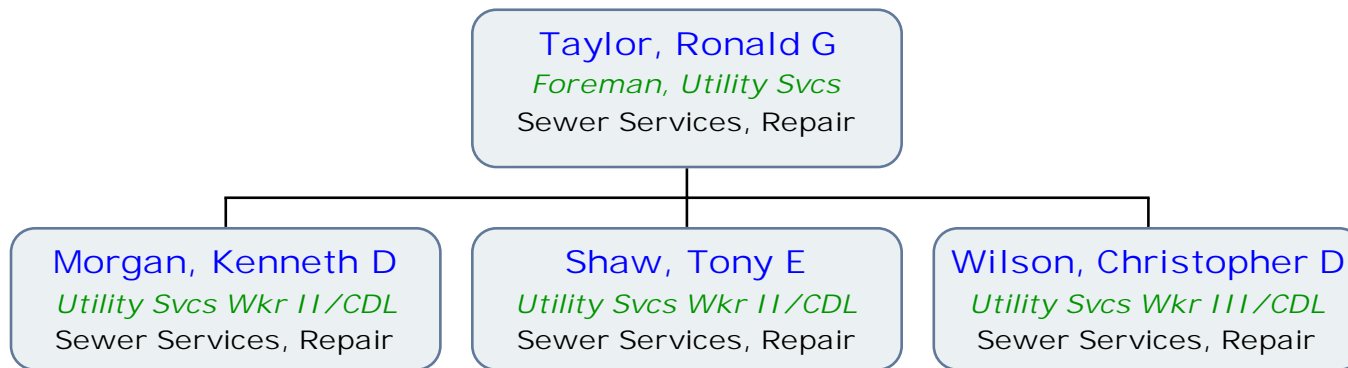 Taylor, Ronald G
Foreman, Utility Svcs
Sewer Services, Repair
Morgan, Kenneth D
Utility Svcs Wkr II/CDL
Sewer Services, Repair
Shaw, Tony E
Utility Svcs Wkr II/CDL
Sewer Services, Repair
Wilson, Christopher D
Utility Svcs Wkr III/CDL
Sewer Services, Repair